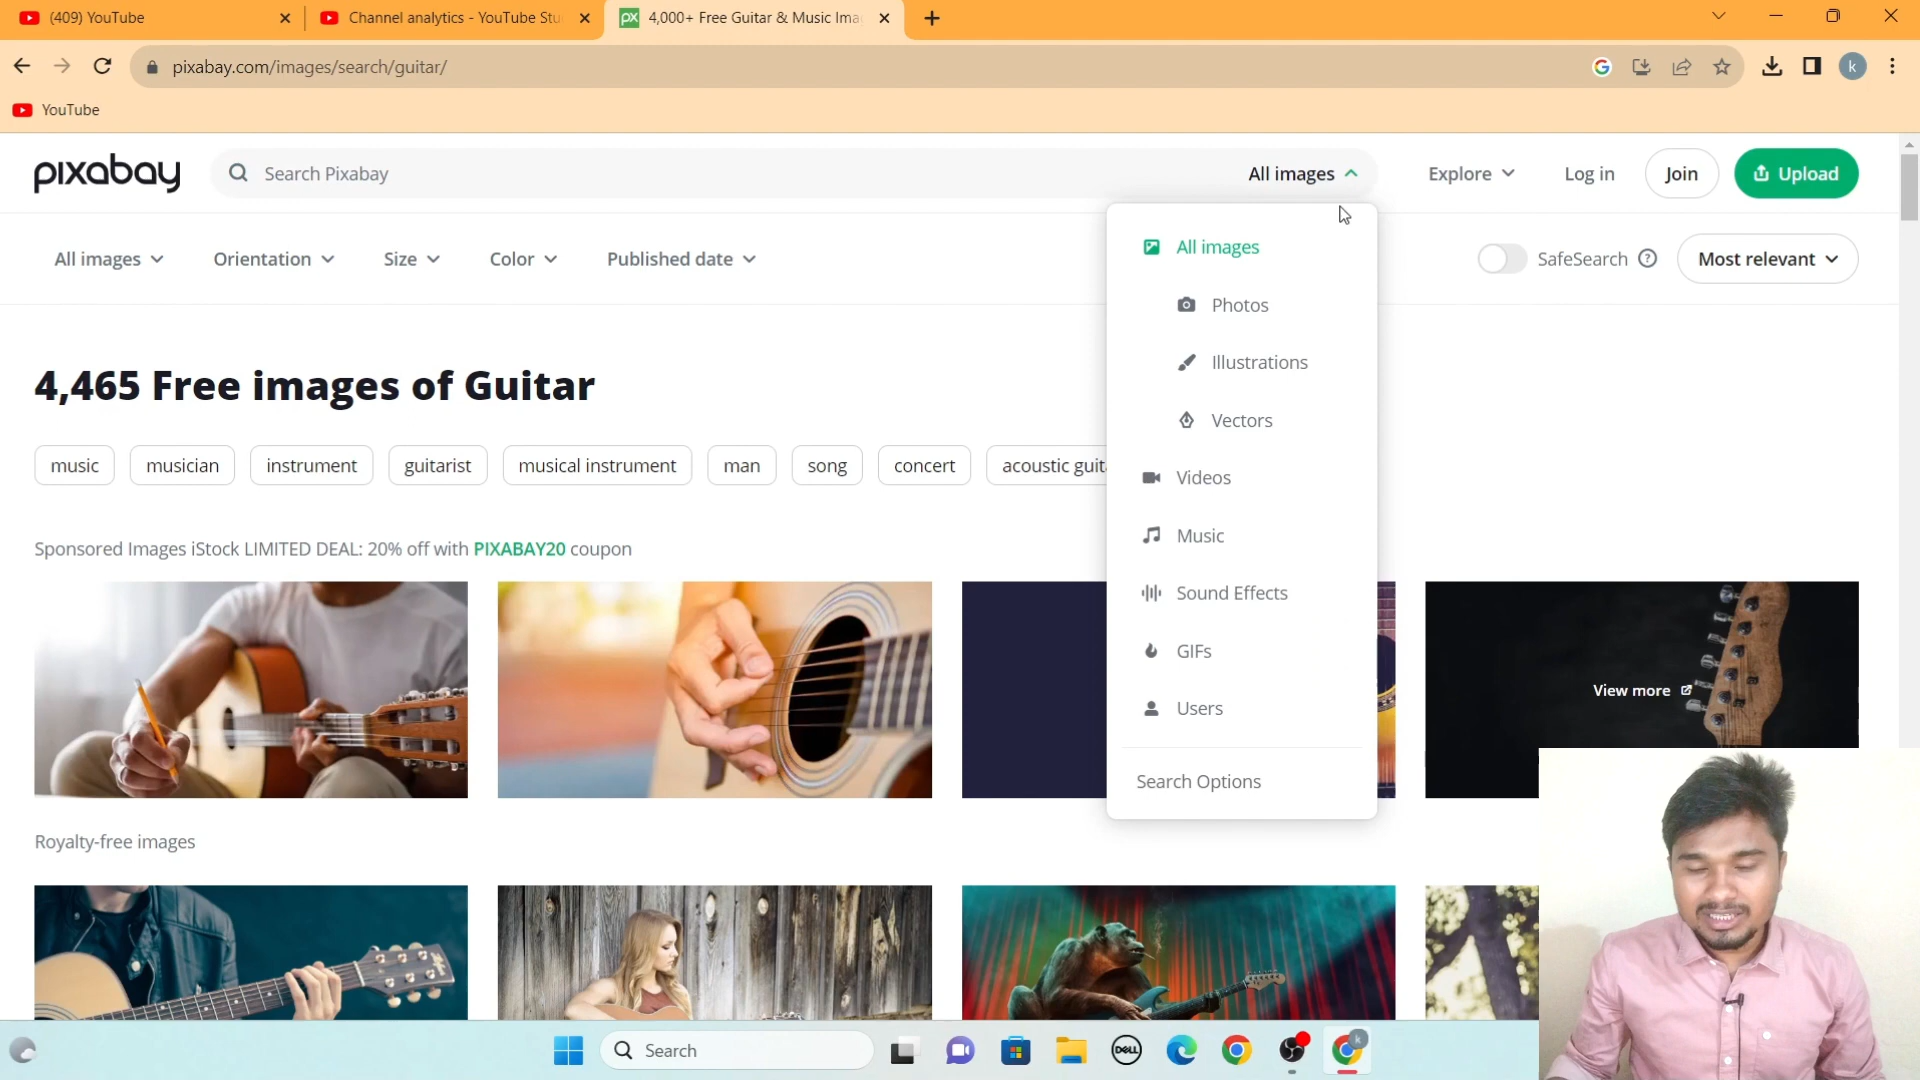 (409) YouTube
Channel analytics - YouTube Stu
4,000+ Free Guitar & Music Ima
pixabay.com/images/search/guitar/
k
YouTube
pixabay
Search Pixabay
All images
Explore
Log in
Join
Upload
All images
Orientation
Size
Color
Published date
SafeSearch
Most relevant
All images
Photos
Illustrations
Vectors
Videos
Music
Sound Effects
GIFs
Users
Search Options
4,465 Free images of Guitar
music
musician
instrument
guitarist
musical instrument
man
song
concert
acoustic guit
Sponsored Images iStock LIMITED DEAL: 20% off with PIXABAY20 coupon
View more
Royalty-free images
Search
DELL
k